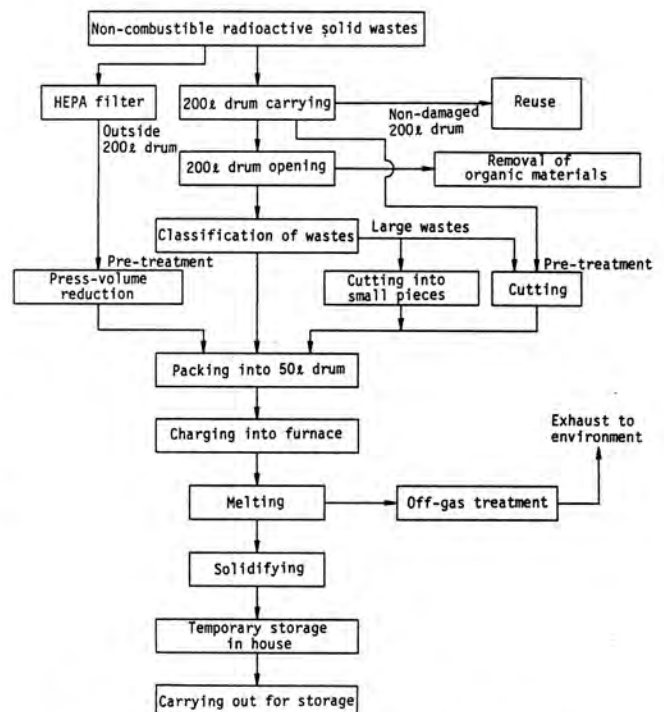 Non-combustible radioactive solid wastes
HEPA filter
200ℓ drum carrying
Non-damaged
200ℓ drum
Reuse
Outside
200ℓ drum
200ℓ drum opening
Removal of
organic materials
Classification of wastes
Large wastes
Pre-treatment
Press-volume
reduction
Cutting into
small pieces
Pre-treatment
Cutting
Packing into 50ℓ drum
Charging into furnace
Exhaust to
environment
Melting
Off-gas treatment
Solidifying
Temporary storage
in house
Carrying out for storage